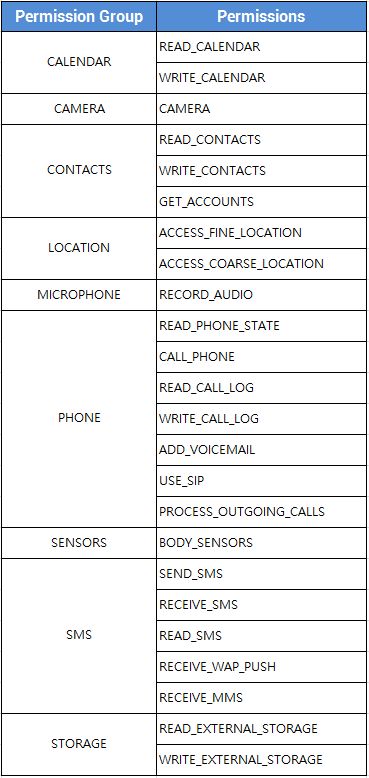 Permission Group Permissions
CALENDAR
READ_CALENDAR
WRITE_CALENDAR
CAMERA CAMERA
CONTACTS
READ_CONTACTS
WRITE_CONTACTS
GET_ACCOUNTS
LOCATION
ACCESS_FINE_LOCATION
ACCESS_COARSE_LOCATION
MICROPHONE RECORD_AUDIO
PHONE
READ_PHONE_STATE
CALL_PHONE
READ_CALL_LOG
WRITE_CALL_LOG
ADD_VOICEMAIL
USE_SIP
PROCESS_OUTGOING_CALLS
SENSORS BODY_SENSORS
SMS
SEND_SMS
RECEIVE_SMS
READ_SMS
RECEIVE_WAP_PUSH
RECEIVE_MMS
STORAGE
READ_EXTERNAL_STORAGE
WRITE_EXTERNAL_STORAGE